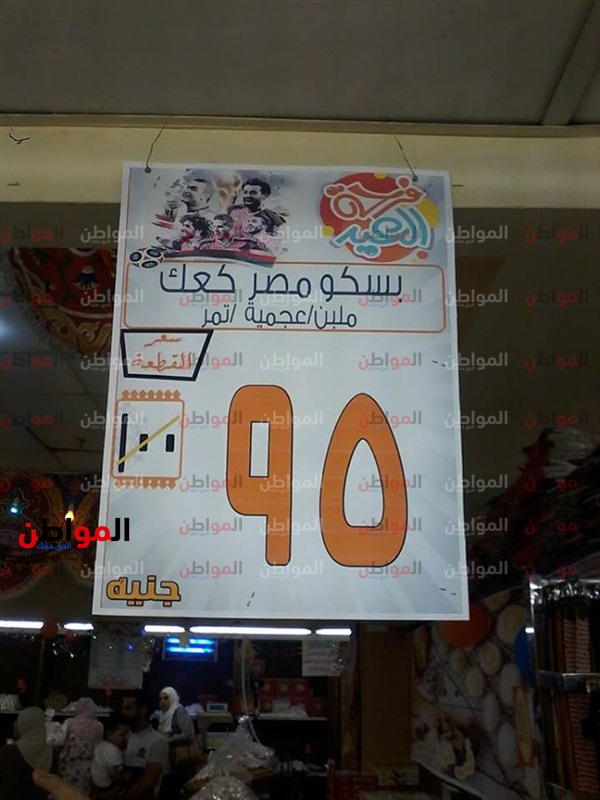 فرحة
العيد
بسكو مصر كعك
ملبن/عجمية /تمر
سعر
القطعة
١٠٠
٩٥
جنيه
المواطن